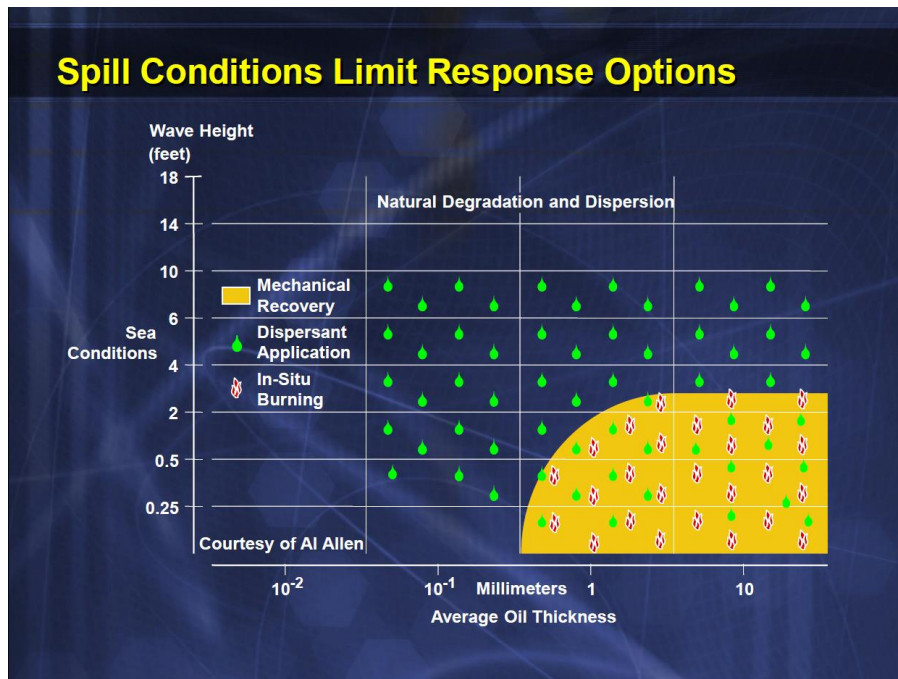 Spill Conditions Limit Response Options
Wave Height
(feet)
18
Natural Degradation and Dispersion
14
10
Mechanical
Recovery
6
Sea
Conditions
Dispersant
Application
4
In-Situ
Burning
2
0.5
0.25
Courtesy of Al Allen
10⁻² 10⁻¹ Millimeters 1 10
Average Oil Thickness